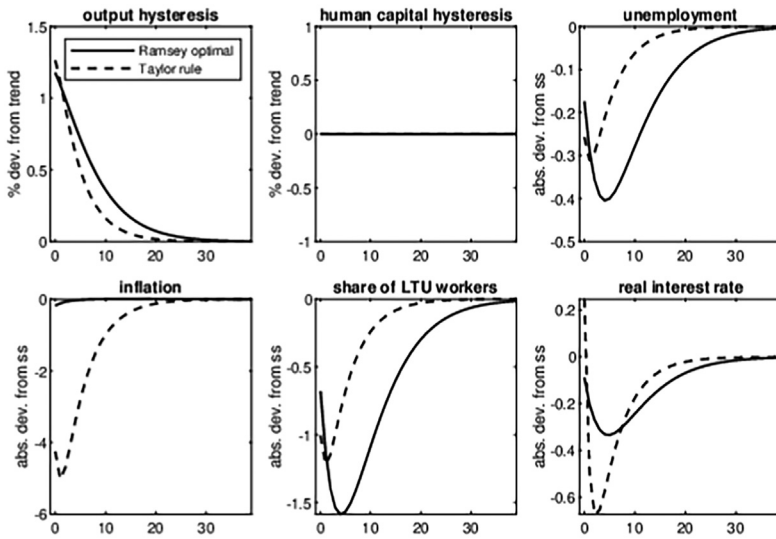 output hysteresis
% dev. from trend
1.5
1
0.5
0
0 10 20 30
Ramsey optimal
Taylor rule
human capital hysteresis
% dev. from trend
1
0.5
0
-0.5
-1
0 10 20 30
unemployment
abs. dev. from ss
0
-0.1
-0.2
-0.3
-0.4
-0.5
0 10 20 30
inflation
abs. dev. from ss
0
-2
-4
-6
0 10 20 30
share of LTU workers
abs. dev. from ss
0
-0.5
-1
-1.5
0 10 20 30
real interest rate
abs. dev. from ss
0.2
0
-0.2
-0.4
-0.6
0 10 20 30